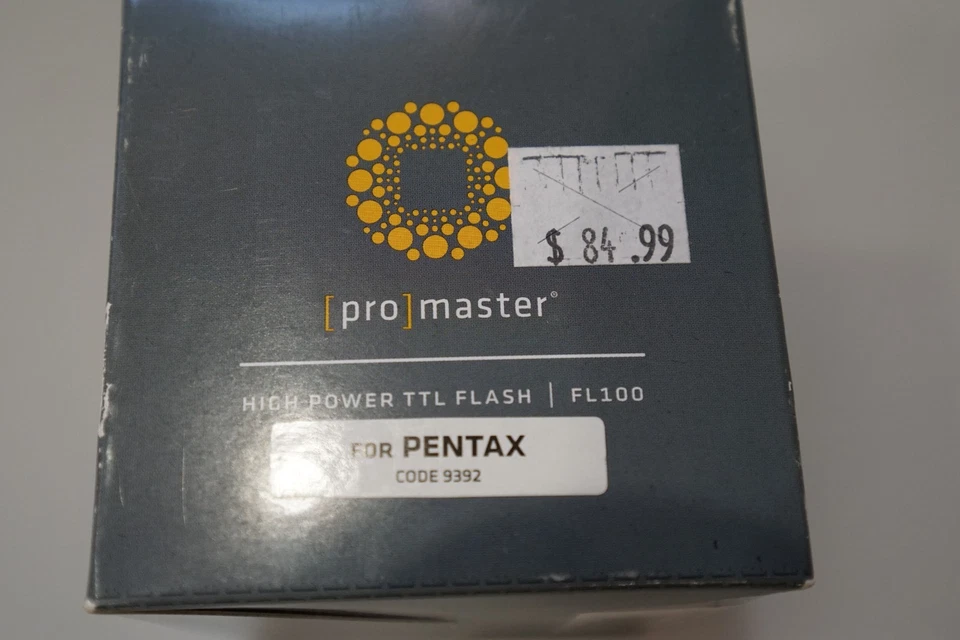 $ 84.99
[pro]master®
HIGH POWER TTL FLASH | FL100
FOR PENTAX
CODE 9392